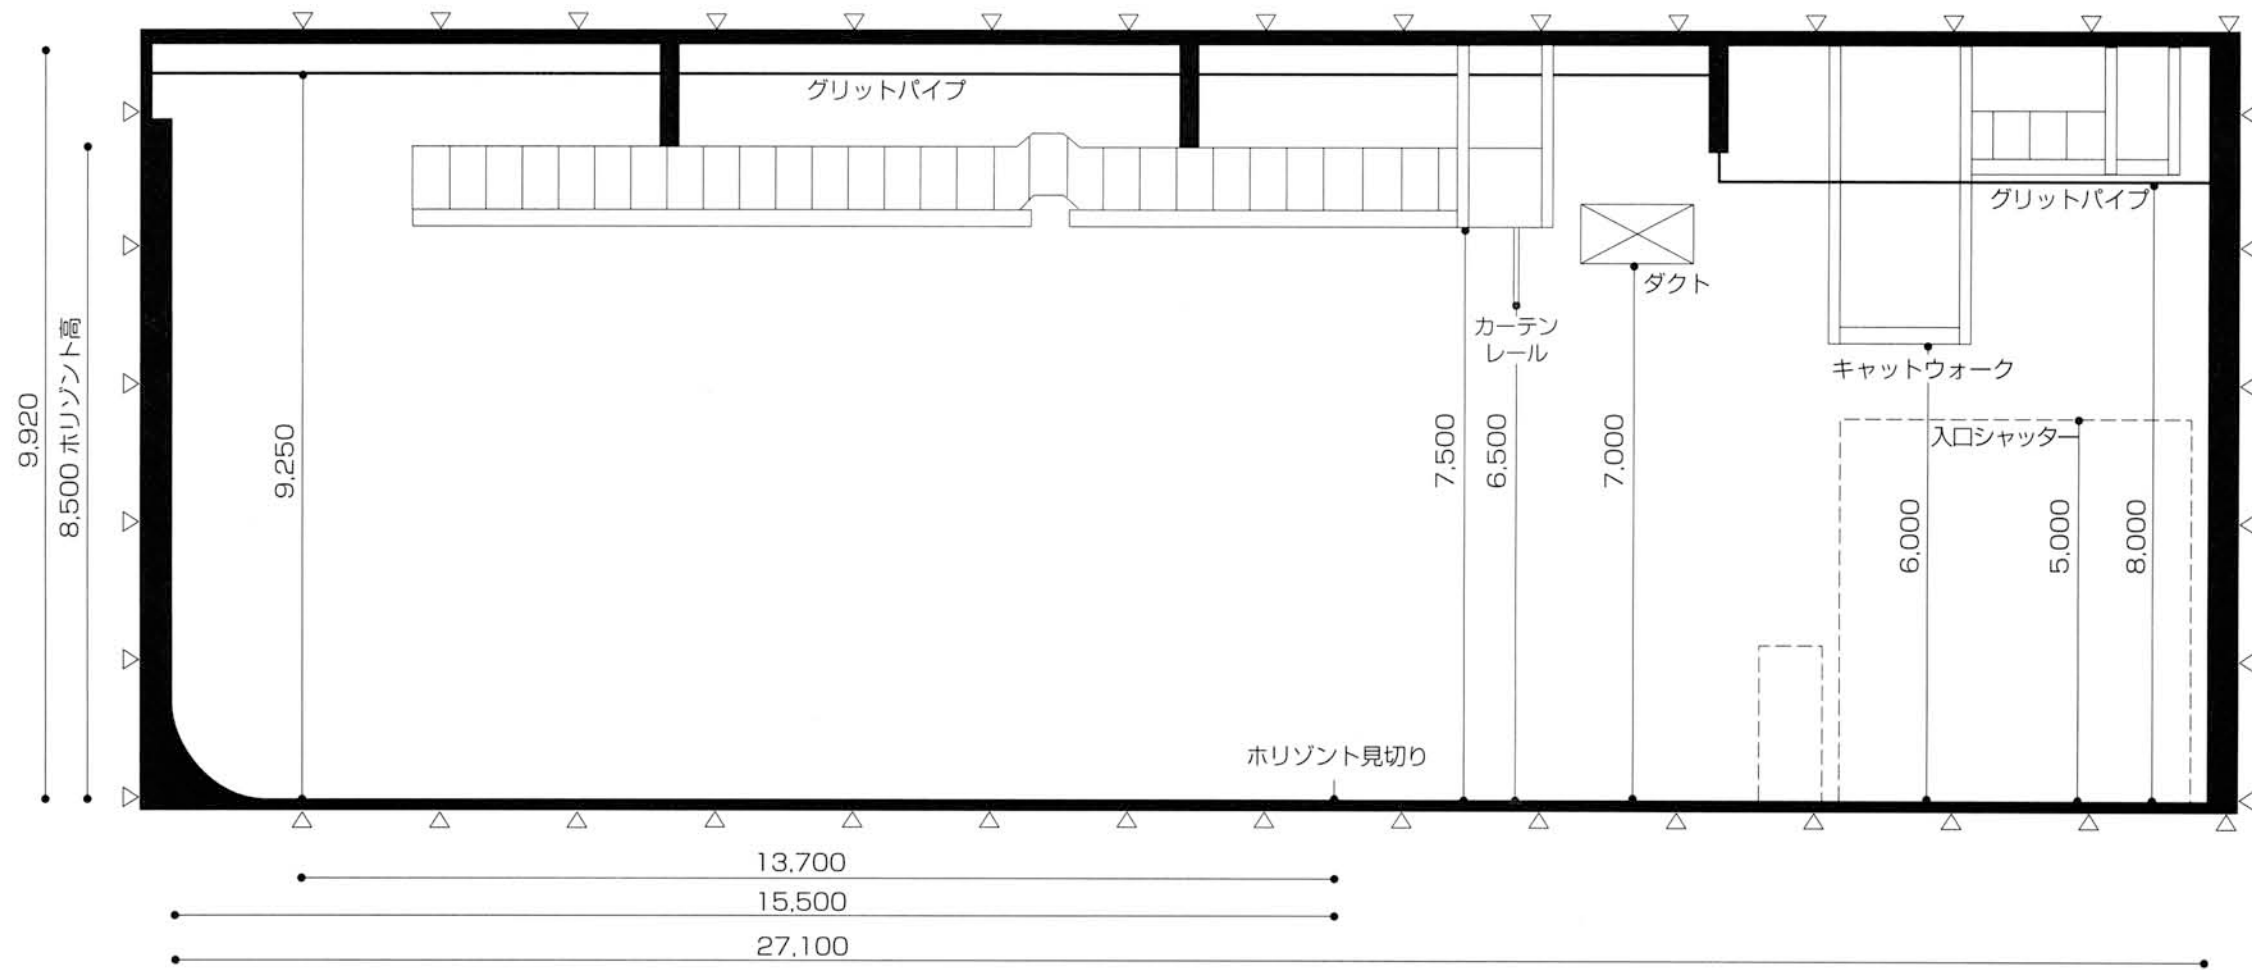 グリットパイプ
グリットパイプ
ダクト
カーテン
レール
キャットウォーク
入口シャッター
9,920
8,500 ホリゾント高
9,250
7,500
6,500
7,000
6,000
5,000
8,000
ホリゾント見切り
13,700
15,500
27,100